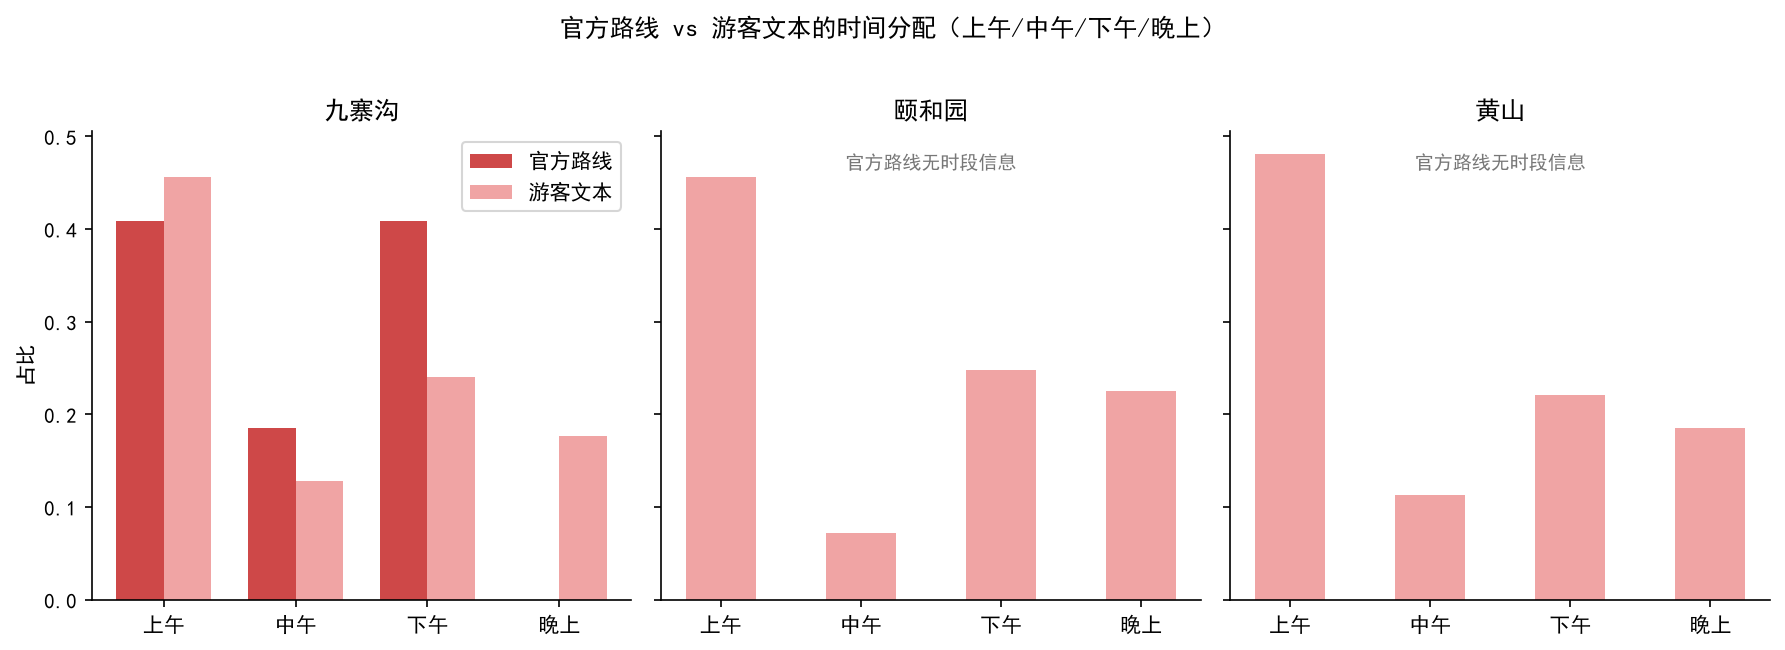 官方路线 vs 游客文本的时间分配（上午/中午/下午/晚上）
九寨沟
占比
0.5
0.4
0.3
0.2
0.1
0.0
官方路线
游客文本
上午 中午 下午 晚上
颐和园
官方路线无时段信息
上午 中午 下午 晚上
黄山
官方路线无时段信息
上午 中午 下午 晚上